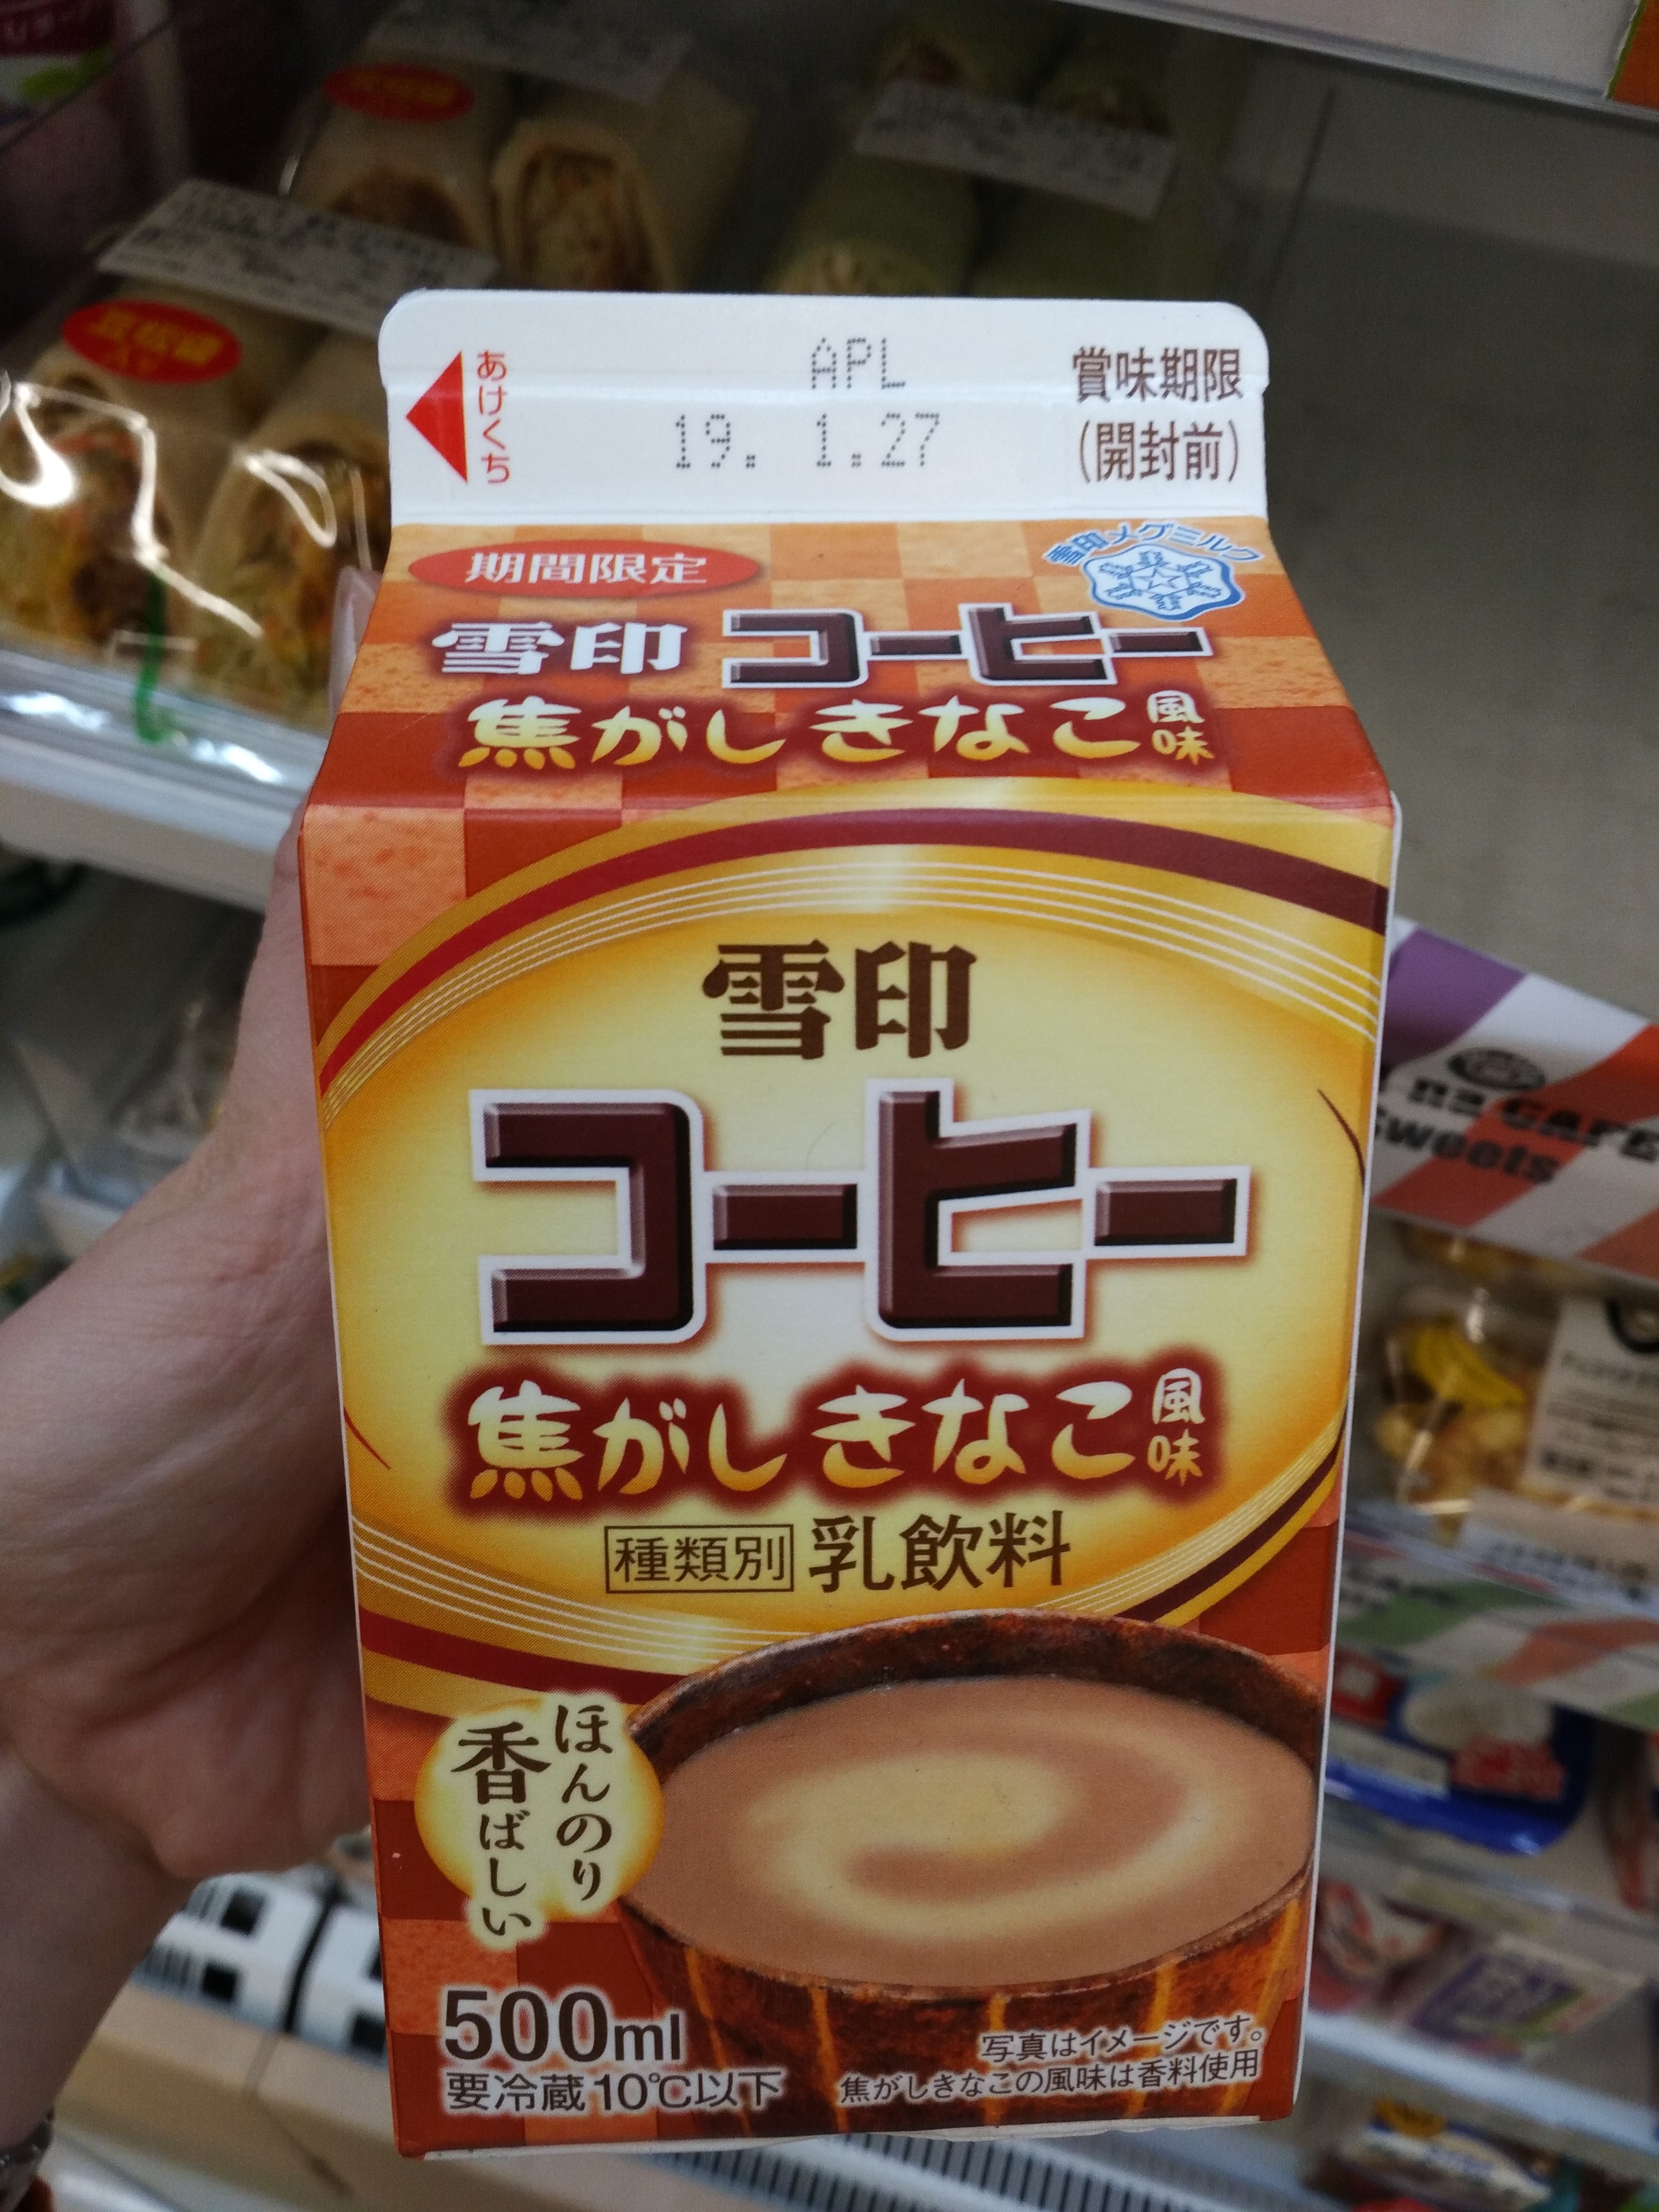 あけくち
APL
19. 1.27
賞味期限
(開封前)
期間限定
雪印メグミルク
雪印 コーヒー
焦がしきなこ風味
雪印
コーヒー
焦がしきなこ風味
種類別 乳飲料
ほんのり
香ばしい
500ml
要冷蔵10℃以下
写真はイメージです。
焦がしきなこの風味は香料使用
CAFE
sweets